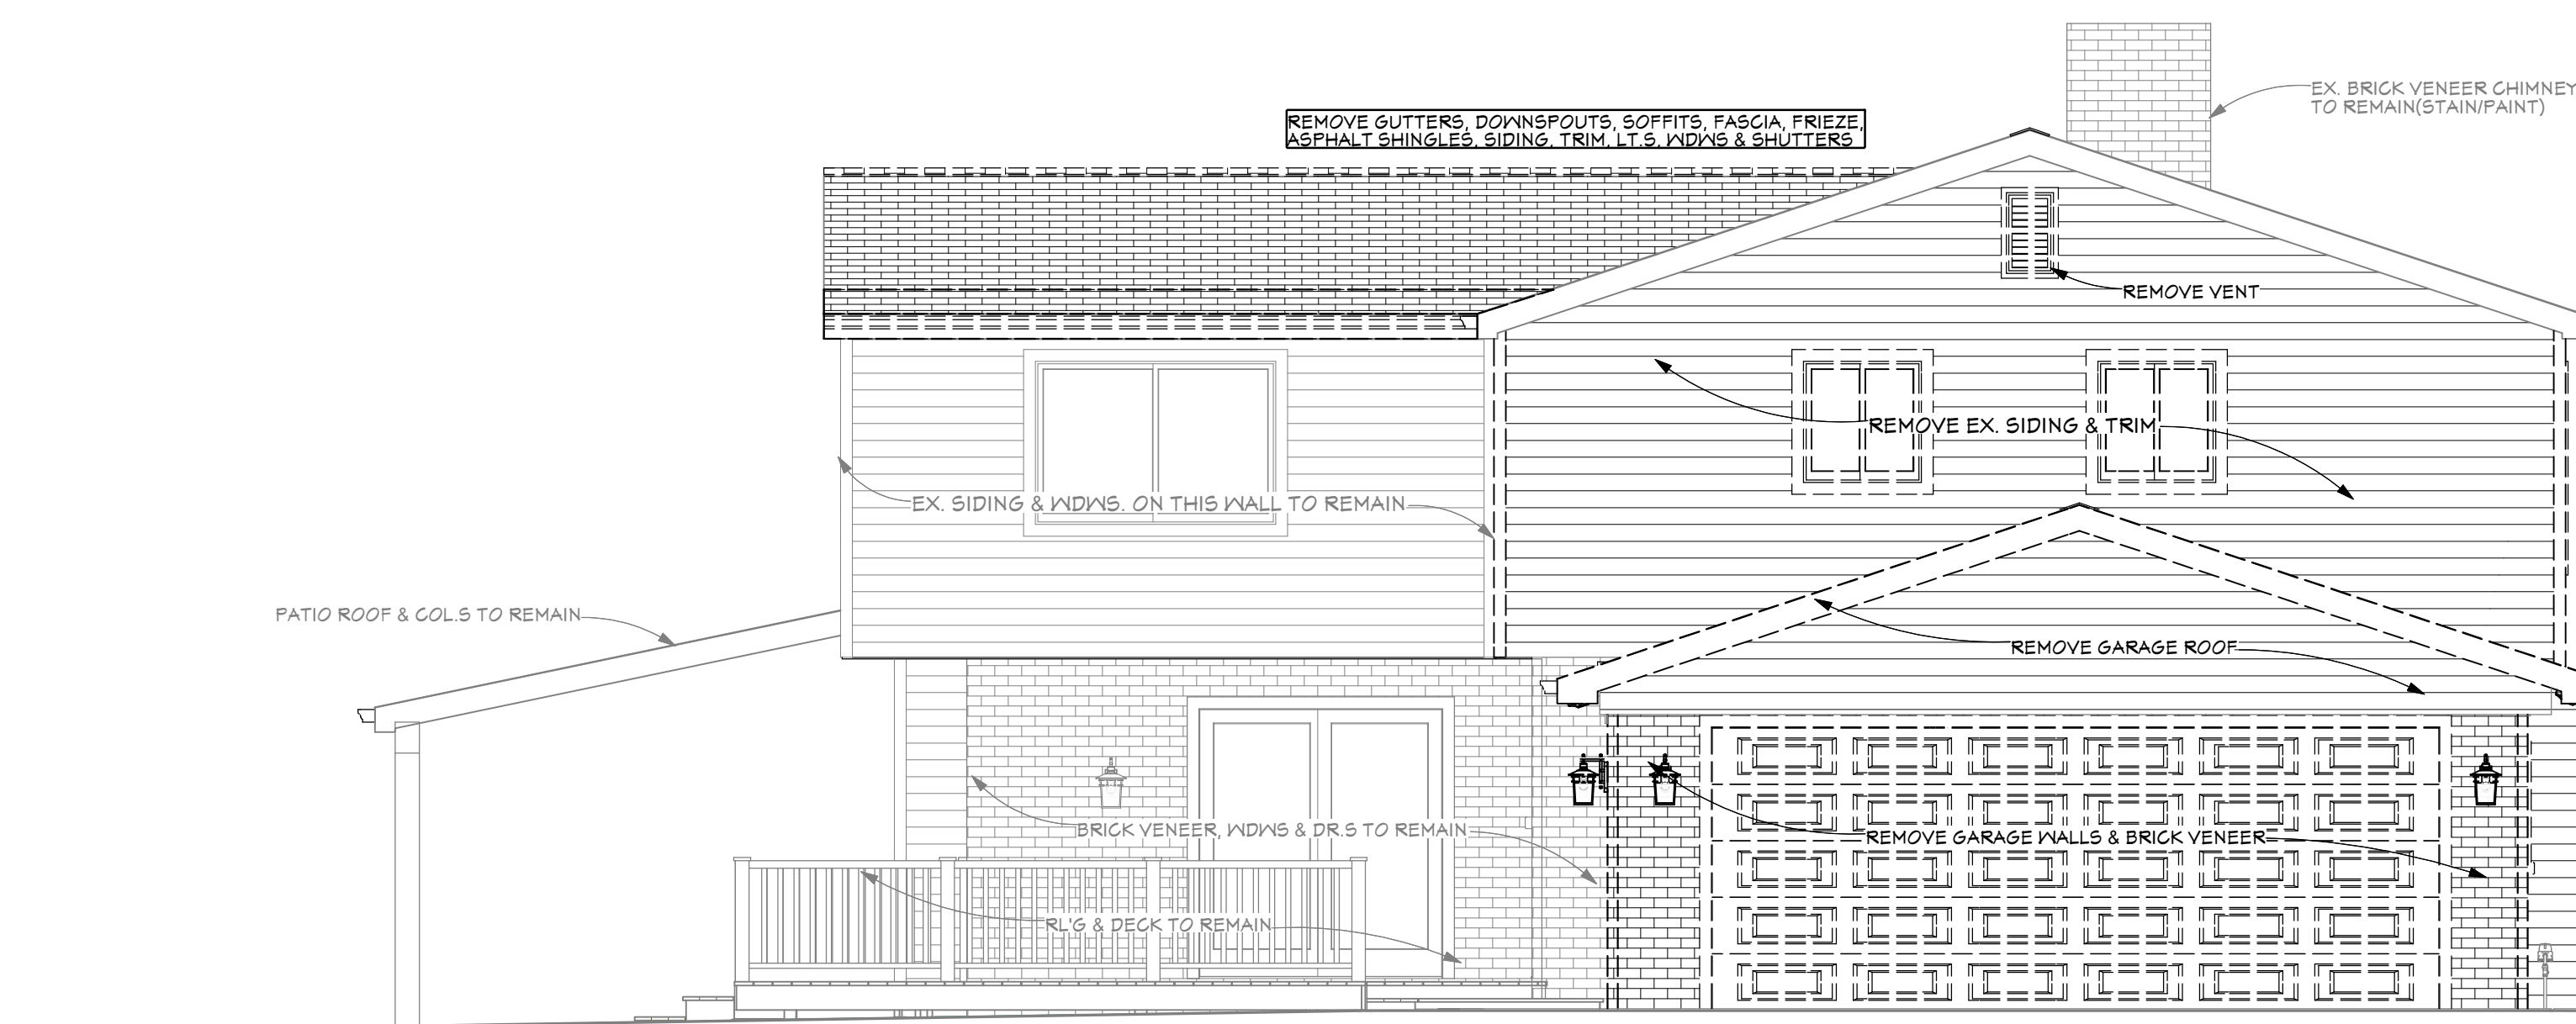 EX. BRICK VENEER CHIMNEY
TO REMAIN(STAIN/PAINT)
REMOVE GUTTERS, DOWNSPOUTS, SOFFITS, FASCIA, FRIEZE,
ASPHALT SHINGLES, SIDING, TRIM, LT.S, WDWS & SHUTTERS
REMOVE VENT
REMOVE EX. SIDING & TRIM
EX. SIDING & WDWS. ON THIS WALL TO REMAIN
PATIO ROOF & COL.S TO REMAIN
REMOVE GARAGE ROOF
BRICK VENEER, WDWS & DR.S TO REMAIN
REMOVE GARAGE WALLS & BRICK VENEER
RL'G & DECK TO REMAIN